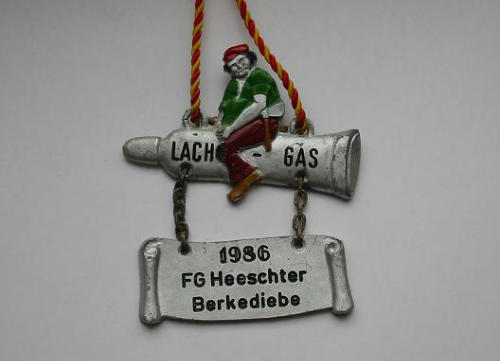 LACH GAS
1986
FG Heeschter
Berkediebe